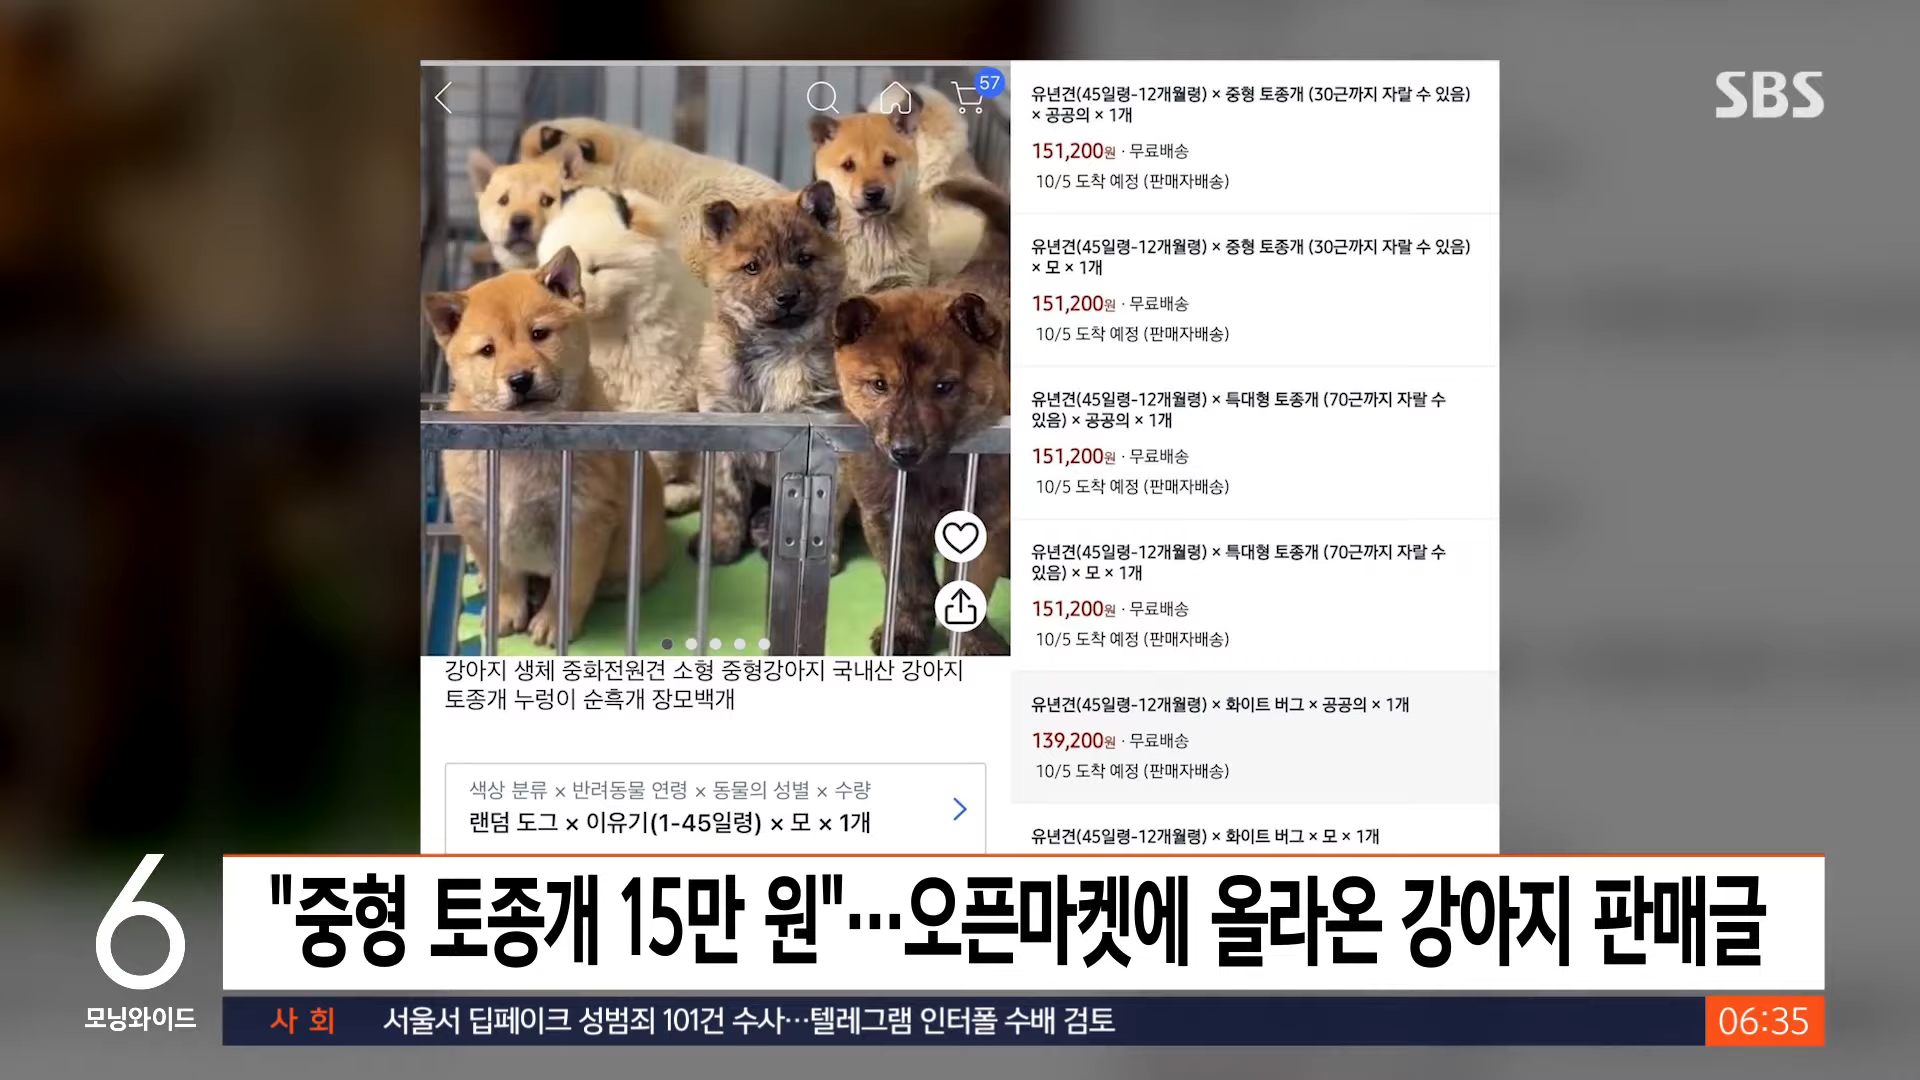 57
SBS
강아지 생체 중화전원견 소형 중형강아지 국내산 강아지
토종개 누렁이 순흑개 장모백개
색상 분류 × 반려동물 연령 × 동물의 성별 × 수량
랜덤 도그 × 이유기(1-45일령) × 모 × 1개
유년견(45일령-12개월령) × 중형 토종개 (30근까지 자랄 수 있음)
× 공공의 × 1개
151,200원 · 무료배송
10/5 도착 예정 (판매자배송)
유년견(45일령-12개월령) × 중형 토종개 (30근까지 자랄 수 있음)
× 모 × 1개
151,200원 · 무료배송
10/5 도착 예정 (판매자배송)
유년견(45일령-12개월령) × 특대형 토종개 (70근까지 자랄 수
있음) × 공공의 × 1개
151,200원 · 무료배송
10/5 도착 예정 (판매자배송)
유년견(45일령-12개월령) × 특대형 토종개 (70근까지 자랄 수
있음) × 모 × 1개
151,200원 · 무료배송
10/5 도착 예정 (판매자배송)
유년견(45일령-12개월령) × 화이트 버그 × 공공의 × 1개
139,200원 · 무료배송
10/5 도착 예정 (판매자배송)
유년견(45일령-12개월령) × 화이트 버그 × 모 × 1개
"중형 토종개 15만 원"…오픈마켓에 올라온 강아지 판매글
6
모닝와이드
사 회 서울서 딥페이크 성범죄 101건 수사…텔레그램 인터폴 수배 검토
06:35